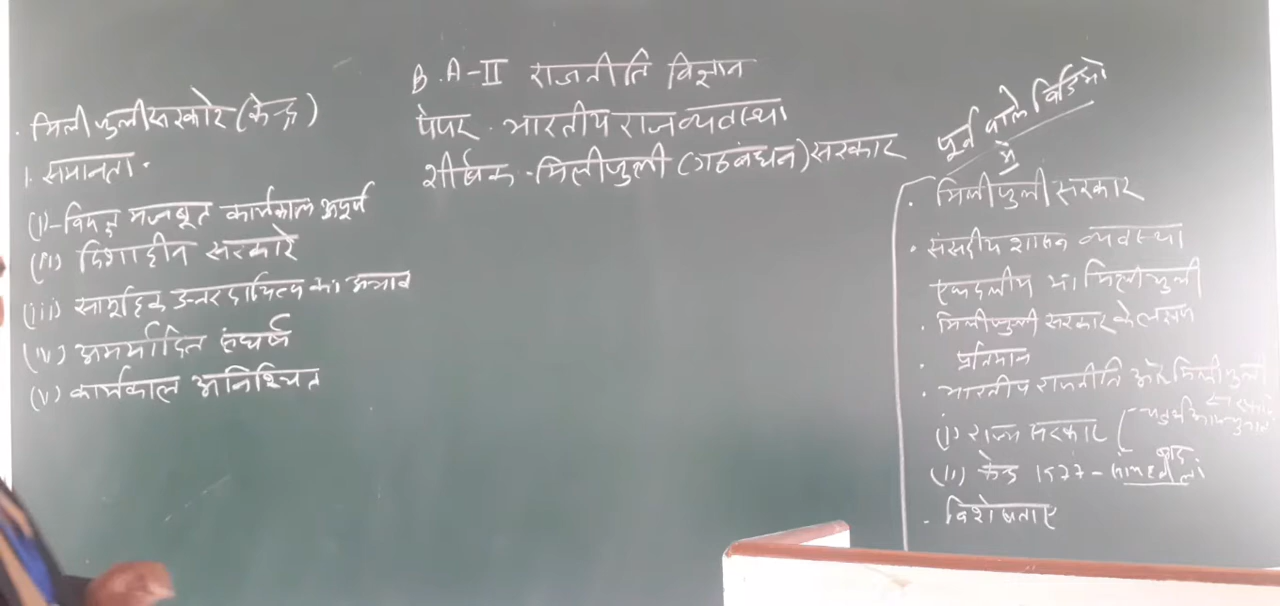 B.A-II राजनीति विज्ञान
पेपर . भारतीय राजव्यवस्था
शीर्षक - मिलीजुली (गठबंधन) सरकार
. मिलीजुली सरकारे (केन्द्र)
1. समानता .
(i) - मजबूत कार्यकाल अपूर्ण
(ii) दिशाहीन सरकारे
(iii) सामूहिक उत्तरदायित्व का अभाव
(iv) अमर्यादित संघर्ष
(v) कार्यकाल अनिश्चित
पूर्व वाले विडिओ
में
. मिलीजुली सरकार
. संसदीय शासन व्यवस्था
एकदलीय या मिलीजुली
. मिलीजुली सरकार के लक्षण
. प्रतिमान
. भारतीय राजनीति और मिलीजुली
(i) राज्य सरकार
(ii) केन्द्र 1977 -
. विशेषताए